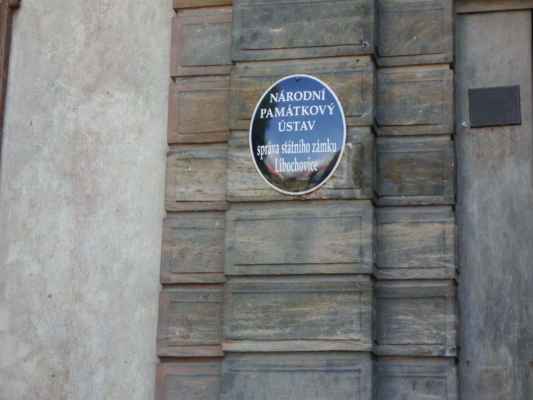 NÁRODNÍ
PAMÁTKOVÝ
ÚSTAV
správa státního zámku
Libochovice